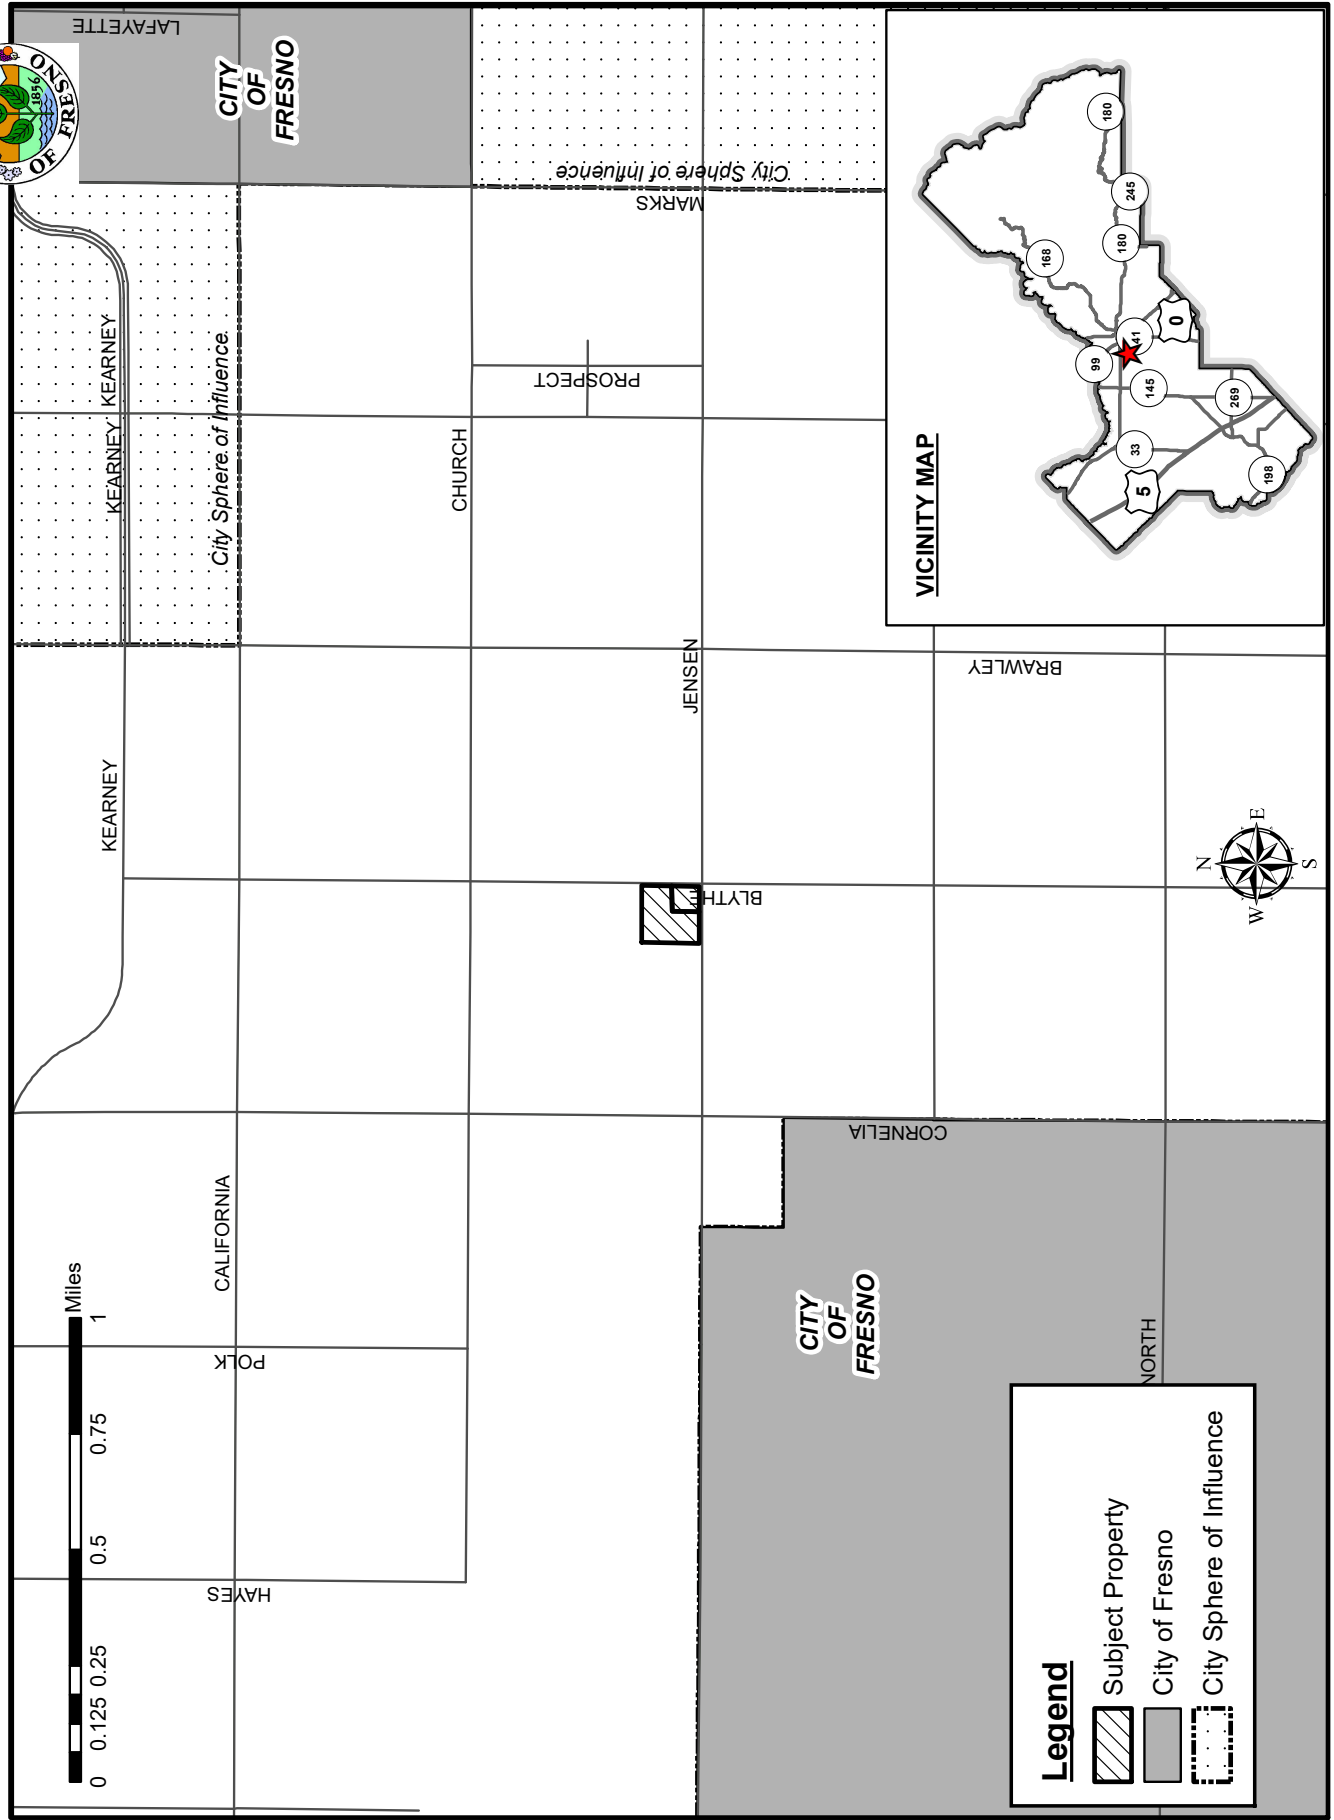 LAFAYETTE
OF FRESNO
1856
CITY
OF
FRESNO
City Sphere of Influence
MARKS
KEARNEY
KEARNEY
City Sphere of Influence
PROSPECT
CHURCH
JENSEN
BRAWLEY
KEARNEY
BLYTHE
CORNELIA
CALIFORNIA
POLK
HAYES
NORTH
CITY
OF
FRESNO
Miles
0 0.125 0.25 0.5 0.75 1
VICINITY MAP
180
245
180
168
41
0
99
145
269
33
5
198
N
W E
S
Legend
Subject Property
City of Fresno
City Sphere of Influence